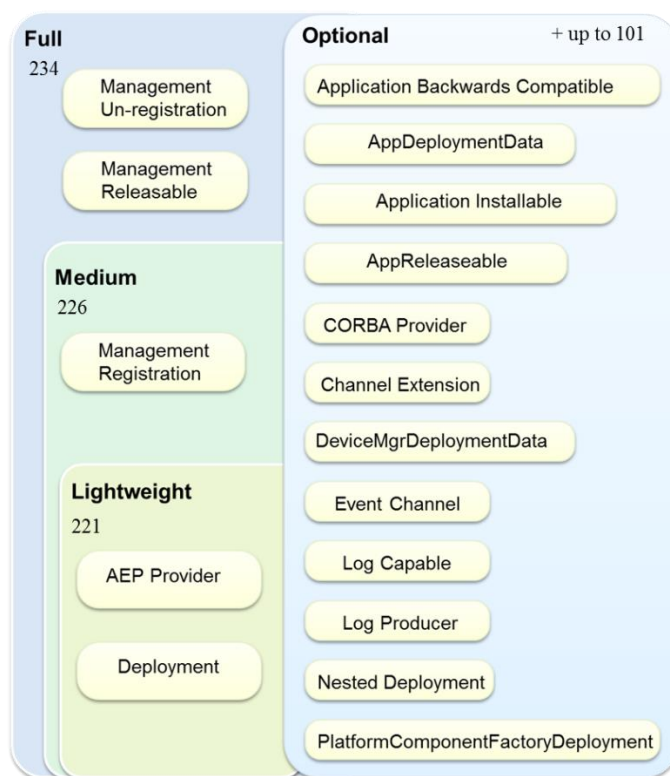 Full
234
Management
Un-registration
Management
Releasable
Medium
226
Management
Registration
Lightweight
221
AEP Provider
Deployment
Optional + up to 101
Application Backwards Compatible
AppDeploymentData
Application Installable
AppReleaseable
CORBA Provider
Channel Extension
DeviceMgrDeploymentData
Event Channel
Log Capable
Log Producer
Nested Deployment
PlatformComponentFactoryDeployment